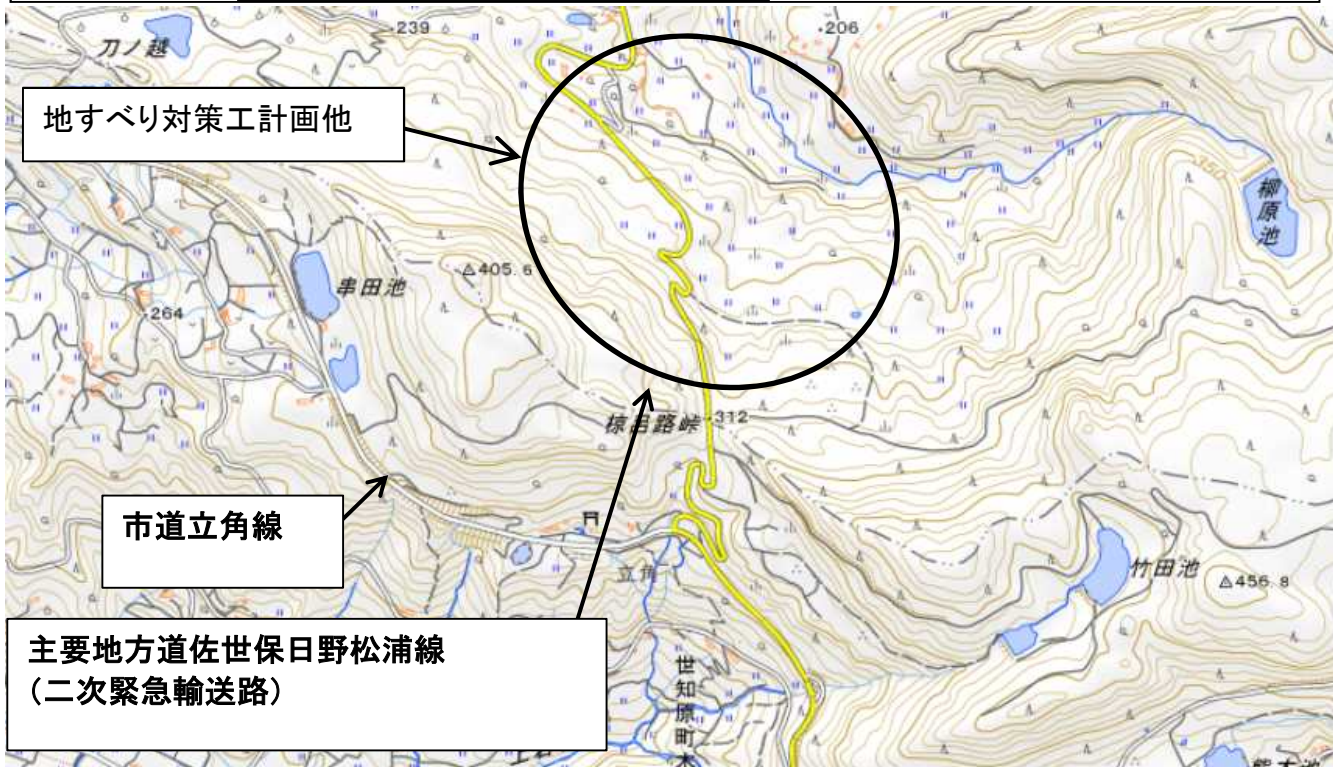 刀ノ越
239
206
地すべり対策工計画他
150
柳原池
405.6
串田池
264
椋呂路峠
312
市道立角線
立角
竹田池
456.8
主要地方道佐世保日野松浦線
(二次緊急輸送路)
世知原町木